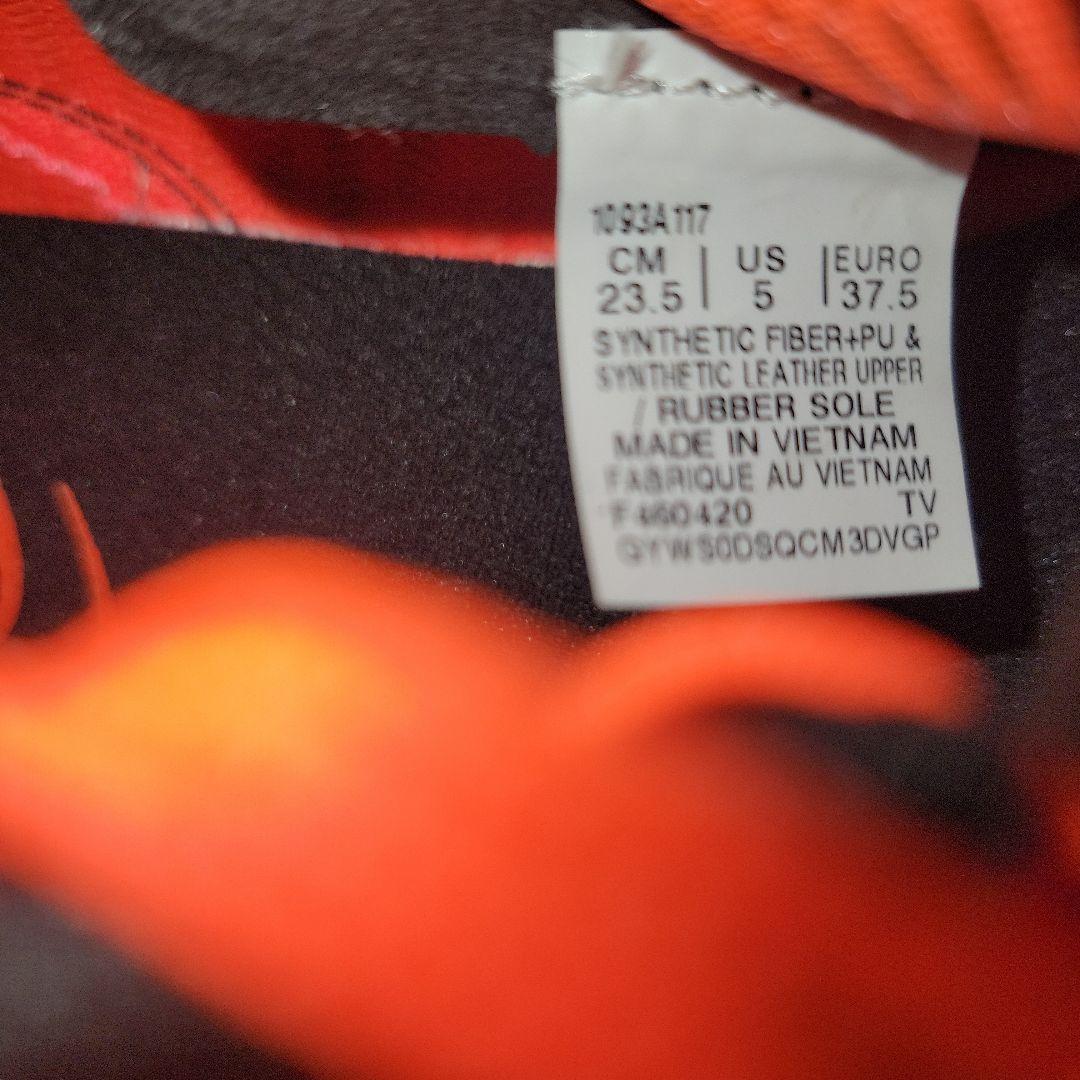 1093A117
CM | US | EURO
23.5 | 5 | 37.5
SYNTHETIC FIBER+PU &
SYNTHETIC LEATHER UPPER
/ RUBBER SOLE
MADE IN VIETNAM
FABRIQUE AU VIETNAM
F460420 TV
QYWS0DSQCM3DVGP